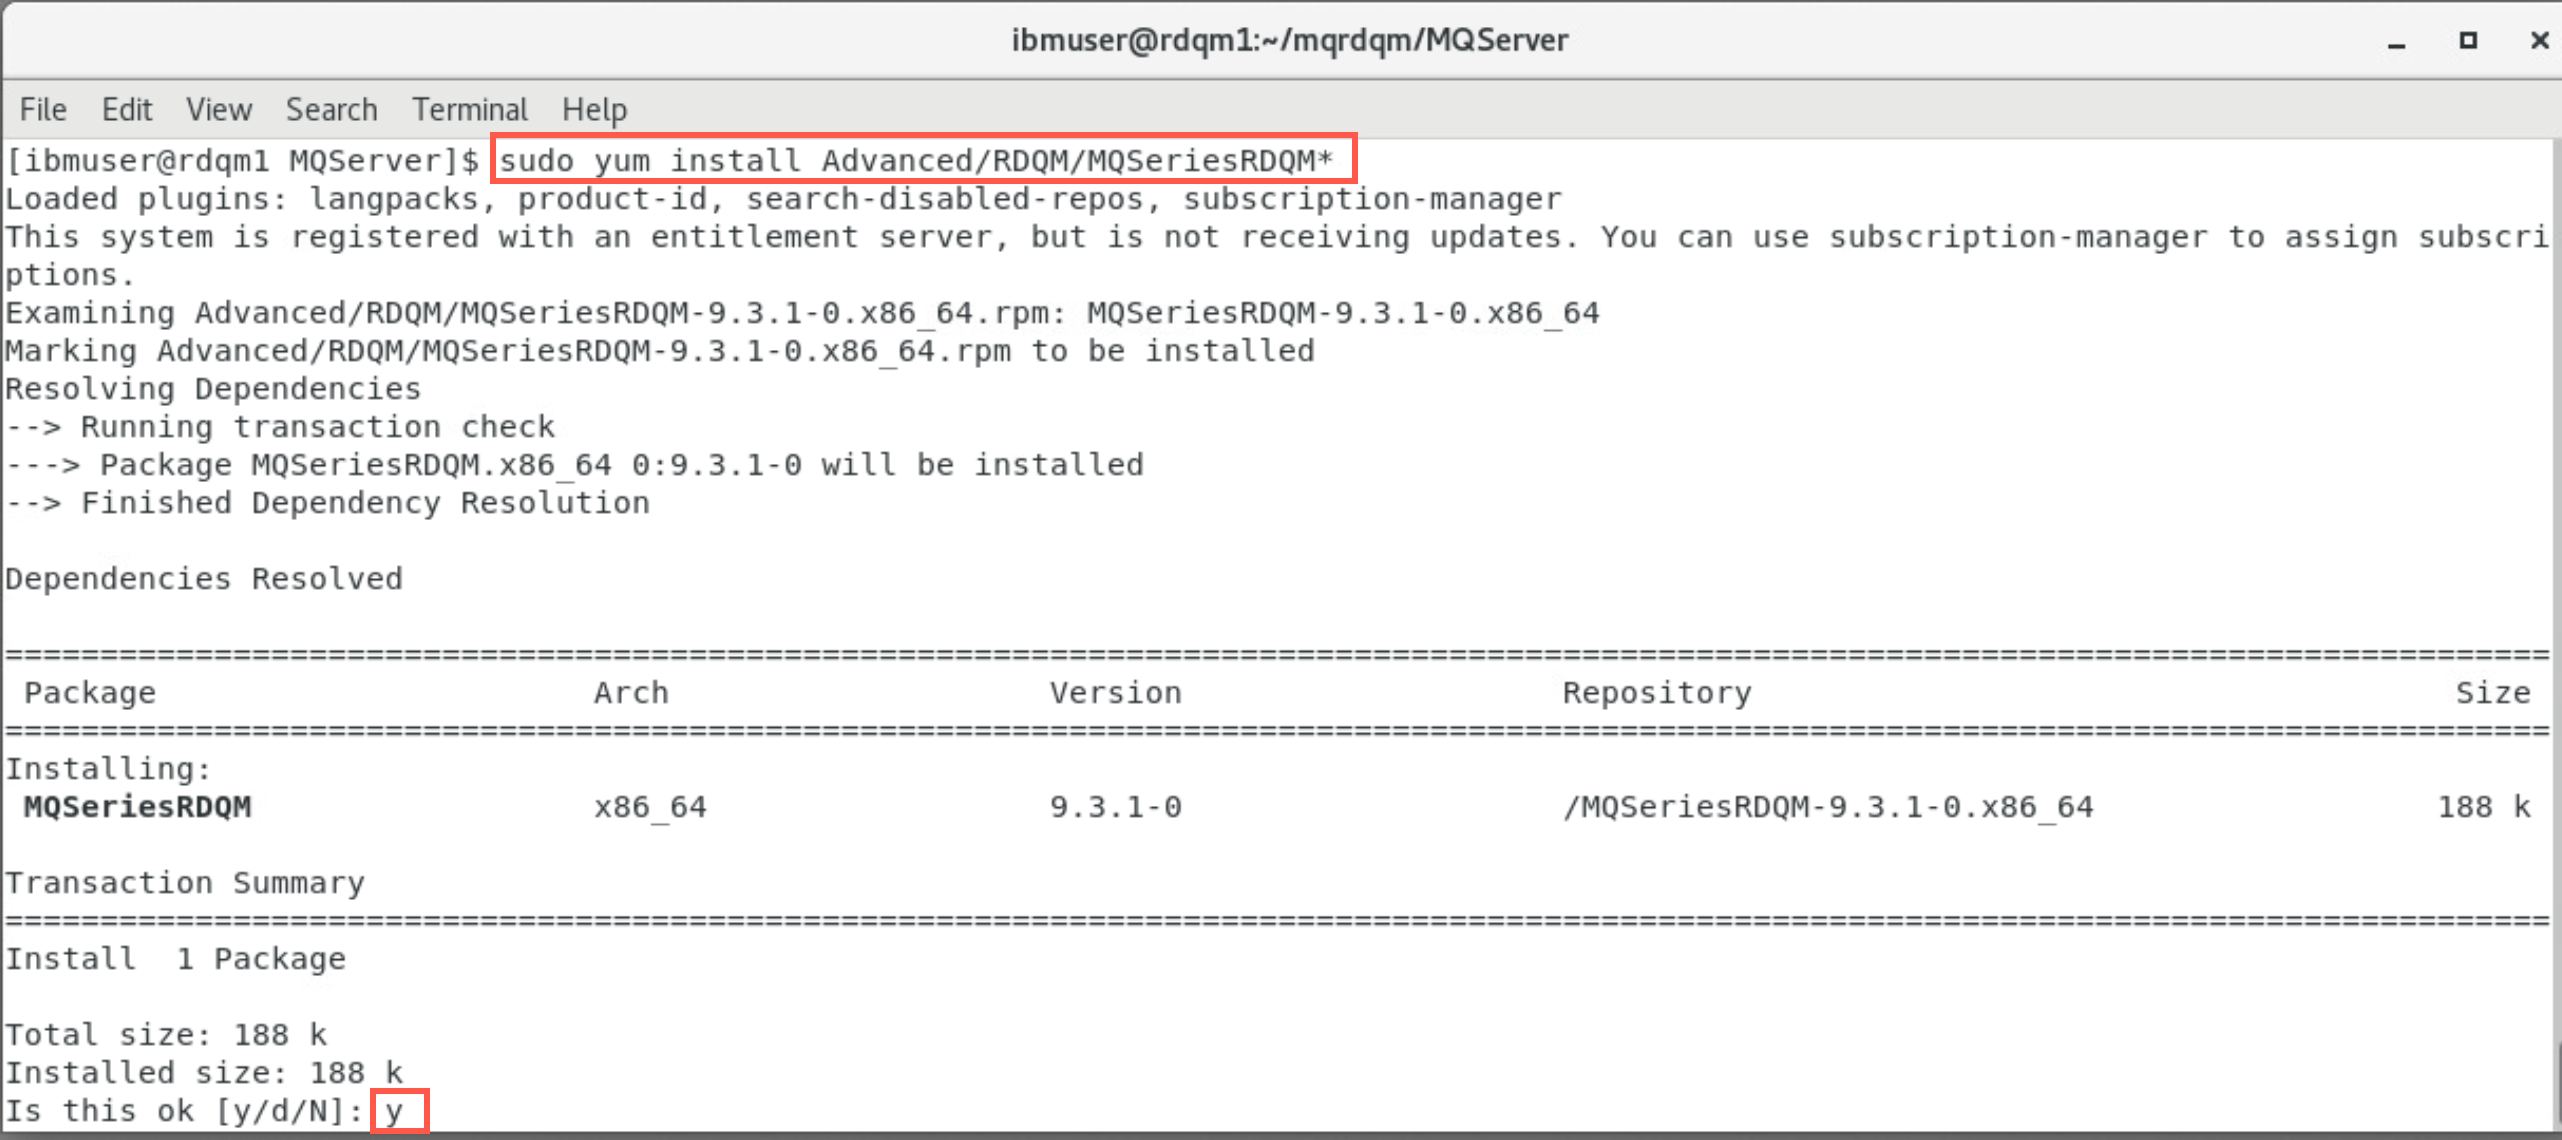 ibmuser@rdqm1:~/mqrdqm/MQServer
File Edit View Search Terminal Help
[ibmuser@rdqm1 MQServer]$ sudo yum install Advanced/RDQM/MQSeriesRDQM*
Loaded plugins: langpacks, product-id, search-disabled-repos, subscription-manager
This system is registered with an entitlement server, but is not receiving updates. You can use subscription-manager to assign subscri
ptions.
Examining Advanced/RDQM/MQSeriesRDQM-9.3.1-0.x86_64.rpm: MQSeriesRDQM-9.3.1-0.x86_64
Marking Advanced/RDQM/MQSeriesRDQM-9.3.1-0.x86_64.rpm to be installed
Resolving Dependencies
--> Running transaction check
---> Package MQSeriesRDQM.x86_64 0:9.3.1-0 will be installed
--> Finished Dependency Resolution
Dependencies Resolved
======================================================================================================================================
Package Arch Version Repository Size
======================================================================================================================================
Installing:
MQSeriesRDQM x86_64 9.3.1-0 /MQSeriesRDQM-9.3.1-0.x86_64 188 k
Transaction Summary
======================================================================================================================================
Install  1 Package
Total size: 188 k
Installed size: 188 k
Is this ok [y/d/N]: y